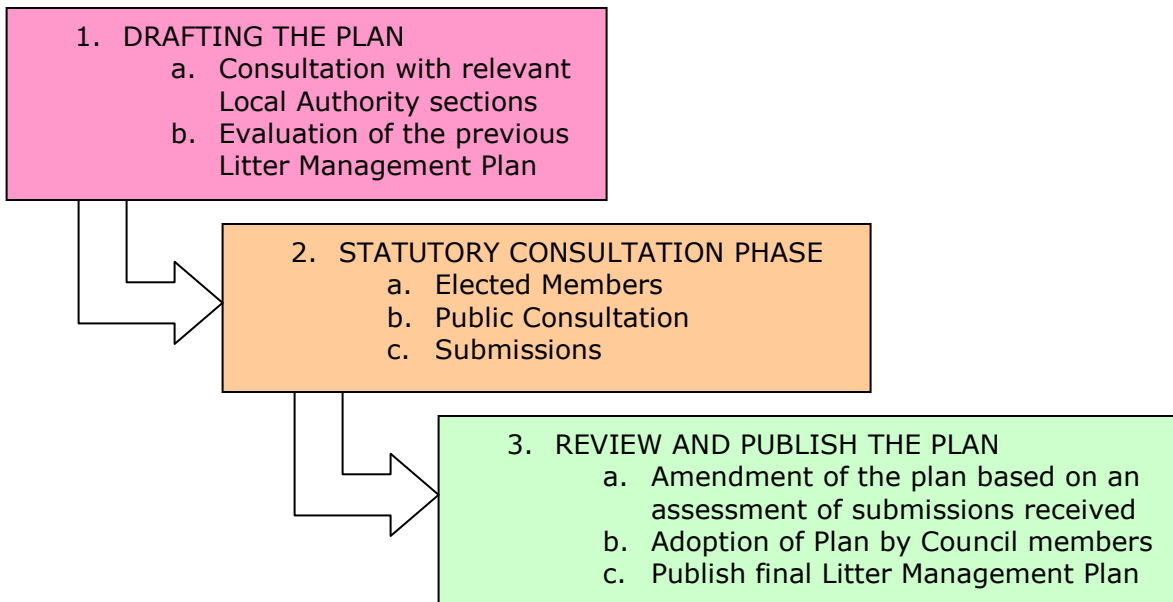 1. DRAFTING THE PLAN
a. Consultation with relevant
Local Authority sections
b. Evaluation of the previous
Litter Management Plan
2. STATUTORY CONSULTATION PHASE
a. Elected Members
b. Public Consultation
c. Submissions
3. REVIEW AND PUBLISH THE PLAN
a. Amendment of the plan based on an
assessment of submissions received
b. Adoption of Plan by Council members
c. Publish final Litter Management Plan